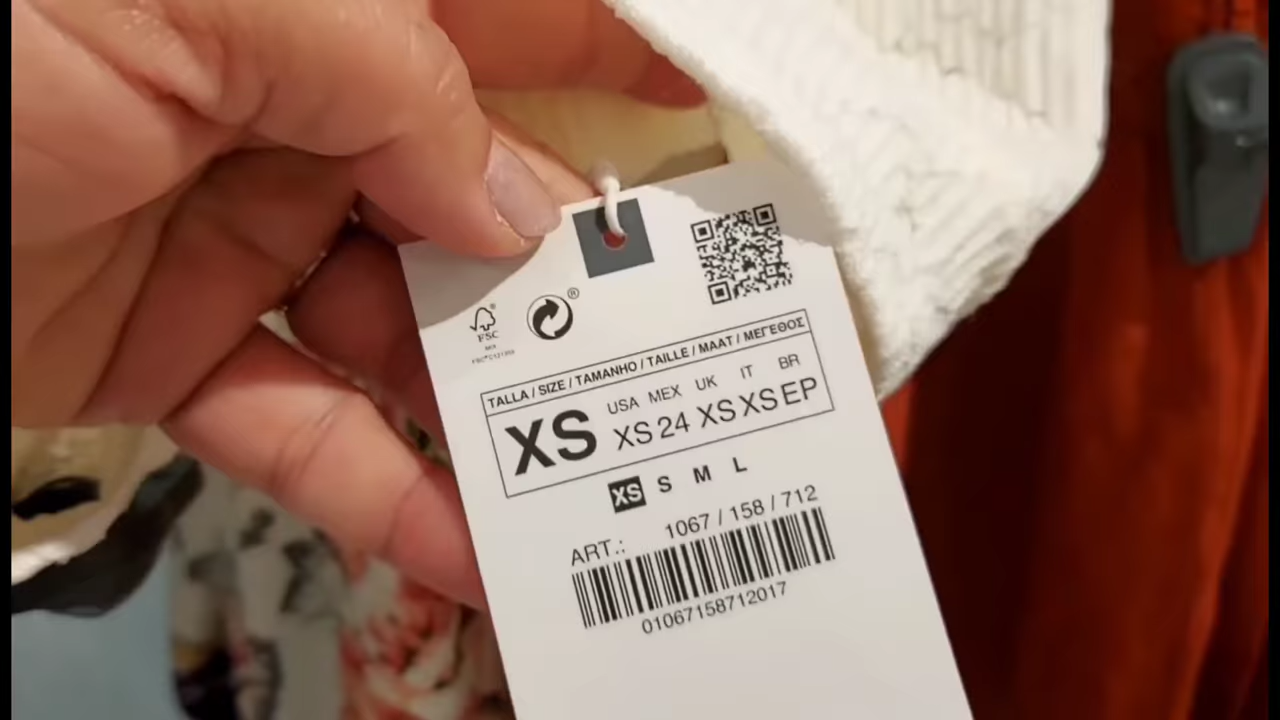 ®
FSC
TALLA / SIZE / TAMANHO / TAILLE / MAAT / ΜΕΓΕΘΟΣ
XS
USA MEX UK IT BR
XS 24 XS XS EP
XS S M L
ART.: 1067 / 158 / 712
01067158712017